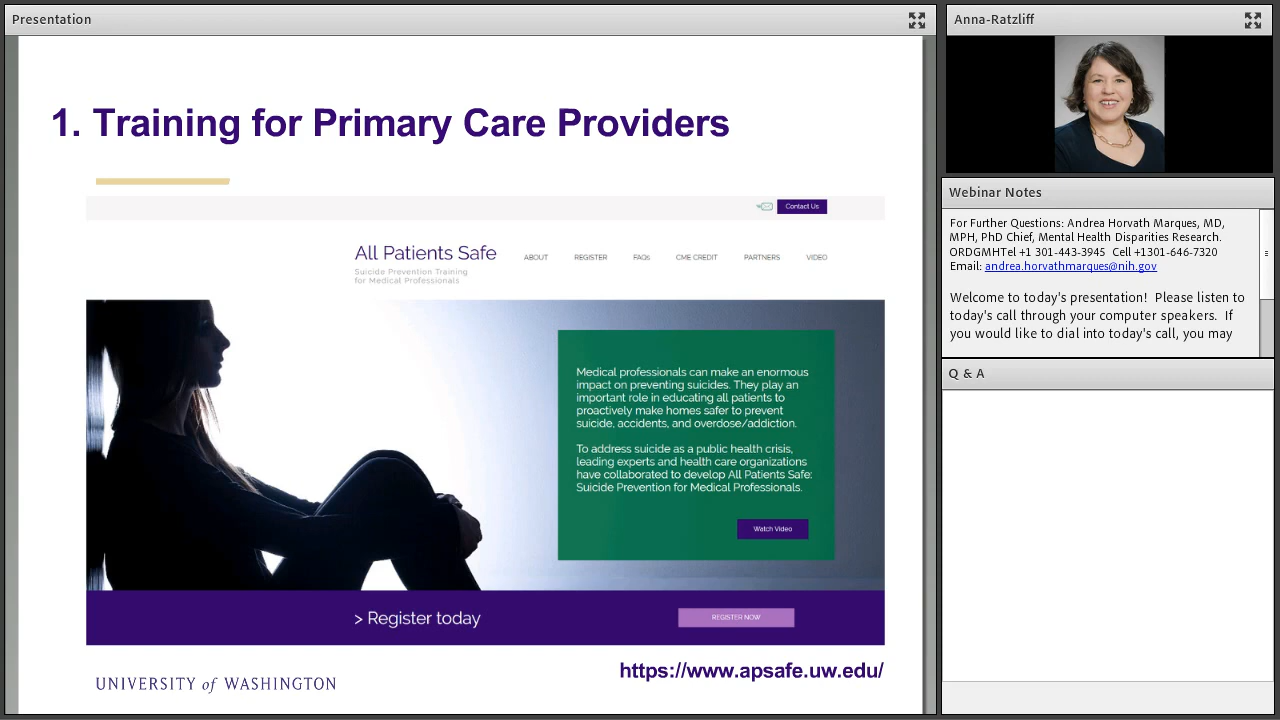 Presentation
1. Training for Primary Care Providers
Contact Us
All Patients Safe
Suicide Prevention Training
for Medical Professionals
ABOUT REGISTER FAQs CME CREDIT PARTNERS VIDEO
Medical professionals can make an enormous
impact on preventing suicides. They play an
important role in educating all patients to
proactively make homes safer to prevent
suicide, accidents, and overdose/addiction.
To address suicide as a public health crisis,
leading experts and health care organizations
have collaborated to develop All Patients Safe:
Suicide Prevention for Medical Professionals.
Watch Video
> Register today
REGISTER NOW
https://www.apsafe.uw.edu/
UNIVERSITY of WASHINGTON
Anna-Ratzliff
Webinar Notes
For Further Questions: Andrea Horvath Marques, MD,
MPH, PhD Chief, Mental Health Disparities Research.
ORDGMHTel +1 301-443-3945 Cell +1301-646-7320
Email: andrea.horvathmarques@nih.gov
Welcome to today's presentation! Please listen to
today's call through your computer speakers. If
you would like to dial into today's call, you may
Q & A